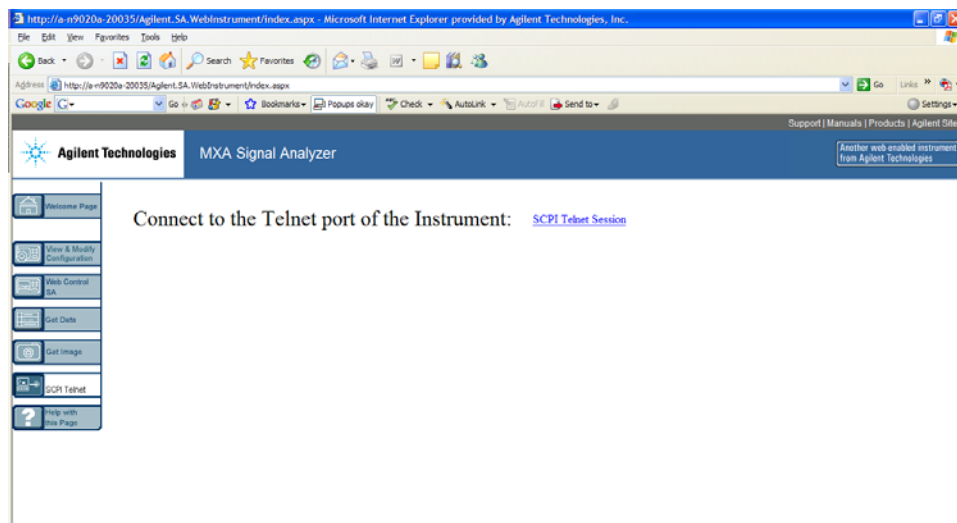 http://a-n9020a-20035/Agilent.SA.WebInstrument/index.aspx - Microsoft Internet Explorer provided by Agilent Technologies, Inc.
File Edit View Favorites Tools Help
Back Search Favorites
Address http://a-n9020a-20035/Agilent.SA.WebInstrument/index.aspx Go Links »
Google G Go Bookmarks Popups okay Check AutoLink AutoFill Send to Settings
Support | Manuals | Products | Agilent Site
Agilent Technologies MXA Signal Analyzer
Another web-enabled instrument
from Agilent Technologies
Welcome Page
Connect to the Telnet port of the Instrument: SCPI Telnet Session
View & Modify
Configuration
Web Control
SA
Get Data
Get Image
SCPI Telnet
Help with
this Page